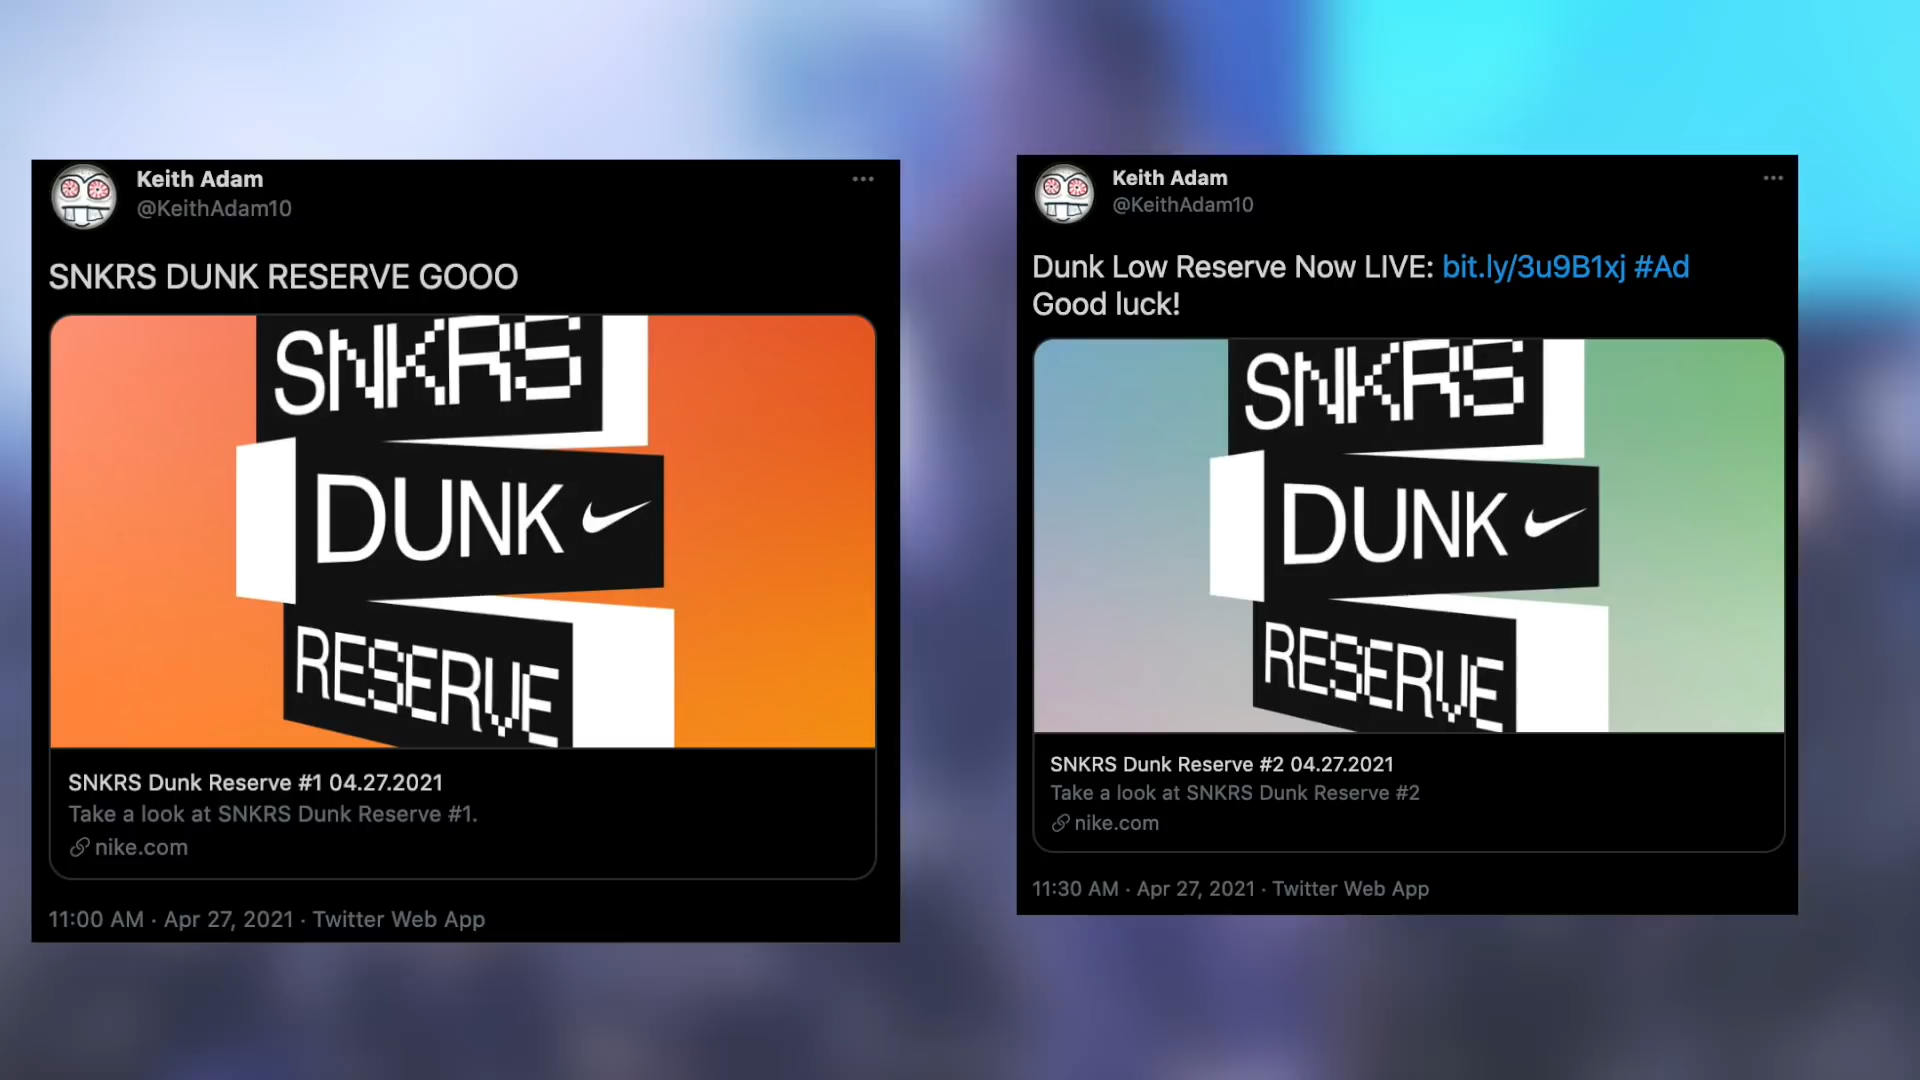 Keith Adam
@KeithAdam10
SNKRS DUNK RESERVE GOOO
SNKRS
DUNK
RESERVE
SNKRS Dunk Reserve #1 04.27.2021
Take a look at SNKRS Dunk Reserve #1.
nike.com
11:00 AM · Apr 27, 2021 · Twitter Web App
Keith Adam
@KeithAdam10
Dunk Low Reserve Now LIVE: bit.ly/3u9B1xj #Ad
Good luck!
SNKRS
DUNK
RESERVE
SNKRS Dunk Reserve #2 04.27.2021
Take a look at SNKRS Dunk Reserve #2
nike.com
11:30 AM · Apr 27, 2021 · Twitter Web App